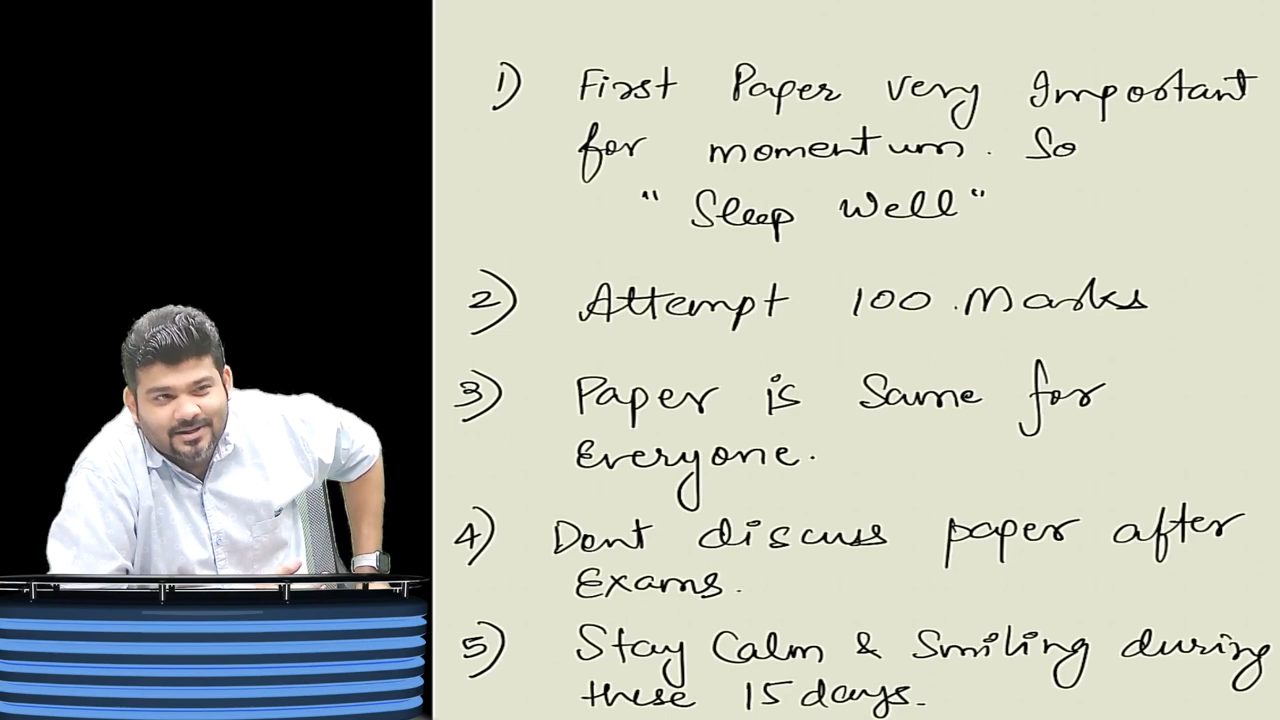 1) First Paper very Important
for momentum. So
"Sleep Well"
2) Attempt 100 Marks
3) Paper is Same for
Everyone.
4) Dont discuss paper after
Exams.
5) Stay Calm & Smiling during
these 15 days.